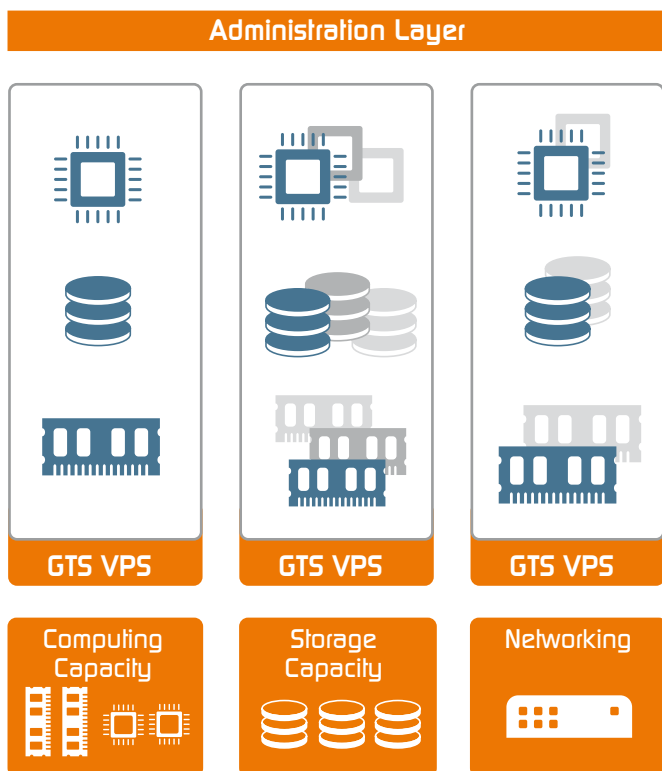 Administration Layer
GTS VPS
GTS VPS
GTS VPS
Computing
Capacity
Storage
Capacity
Networking